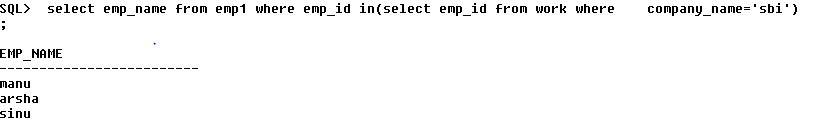 SQL>  select emp_name from emp1 where emp_id in(select emp_id from work where    company_name='sbi')
;
EMP_NAME
-------------------------
manu
arsha
sinu